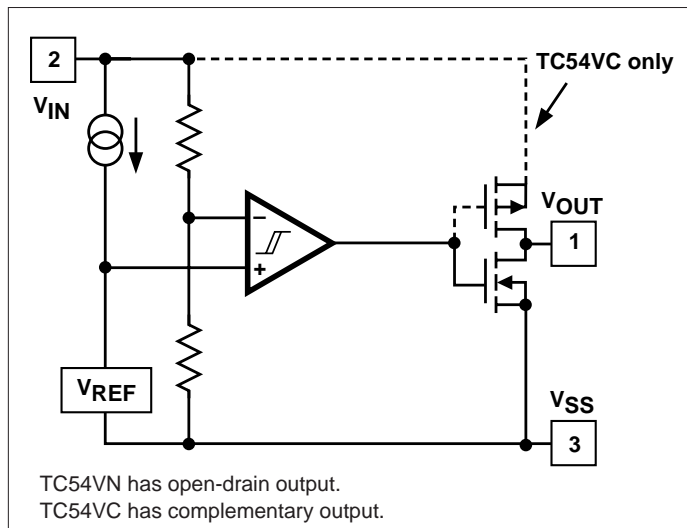 2
TC54VC only
VIN
VOUT
1
−
+
VREF
VSS
3
TC54VN has open-drain output.
TC54VC has complementary output.